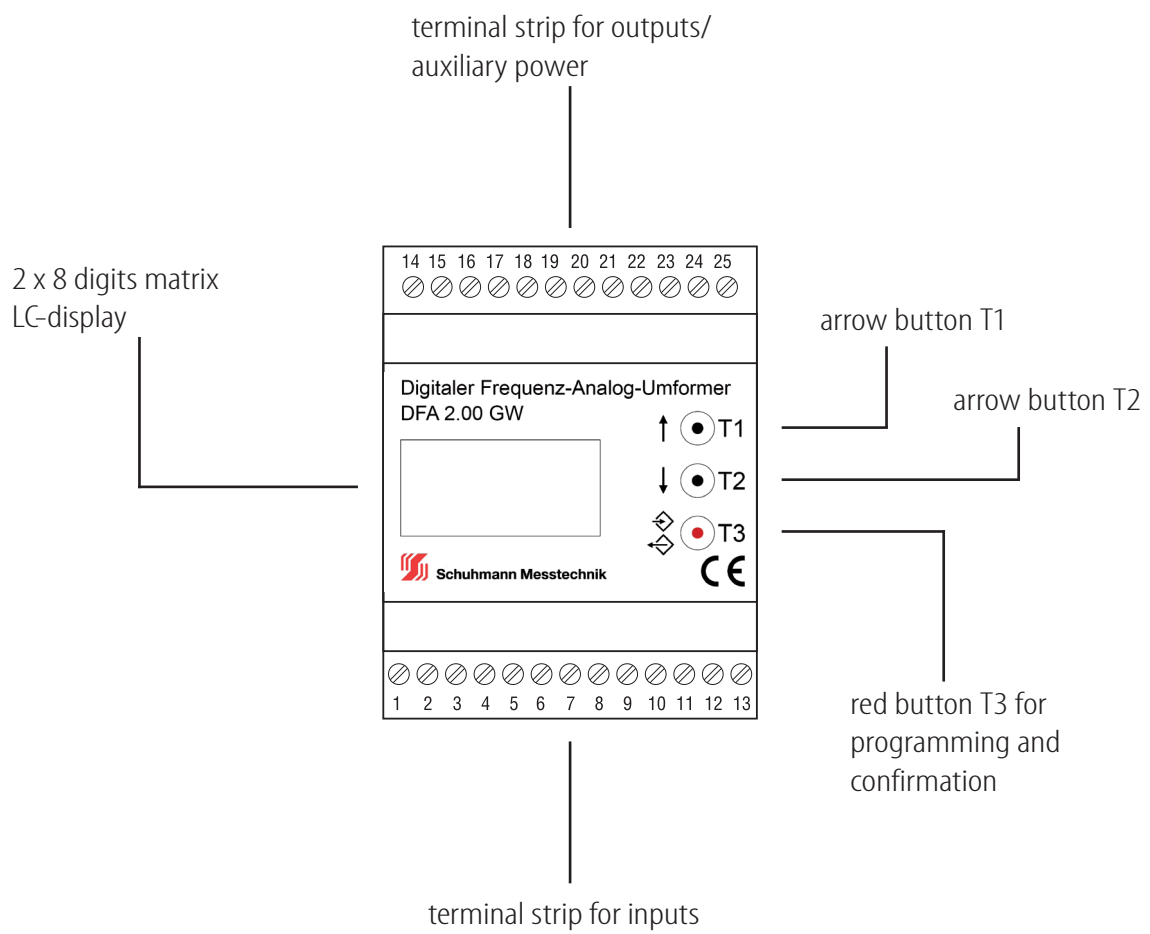 terminal strip for outputs/
auxiliary power
14 15 16 17 18 19 20 21 22 23 24 25
2 x 8 digits matrix
LC-display
arrow button T1
arrow button T2
Digitaler Frequenz-Analog-Umformer
DFA 2.00 GW
T1
T2
T3
Schuhmann Messtechnik
CE
1 2 3 4 5 6 7 8 9 10 11 12 13
red button T3 for
programming and
confirmation
terminal strip for inputs